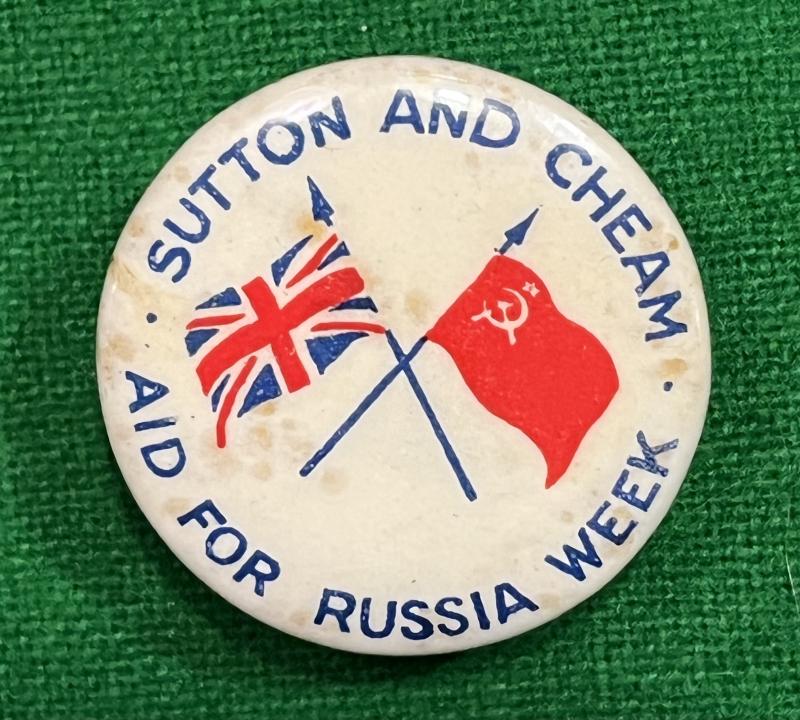 SUTTON AND CHEAM
AID FOR RUSSIA WEEK